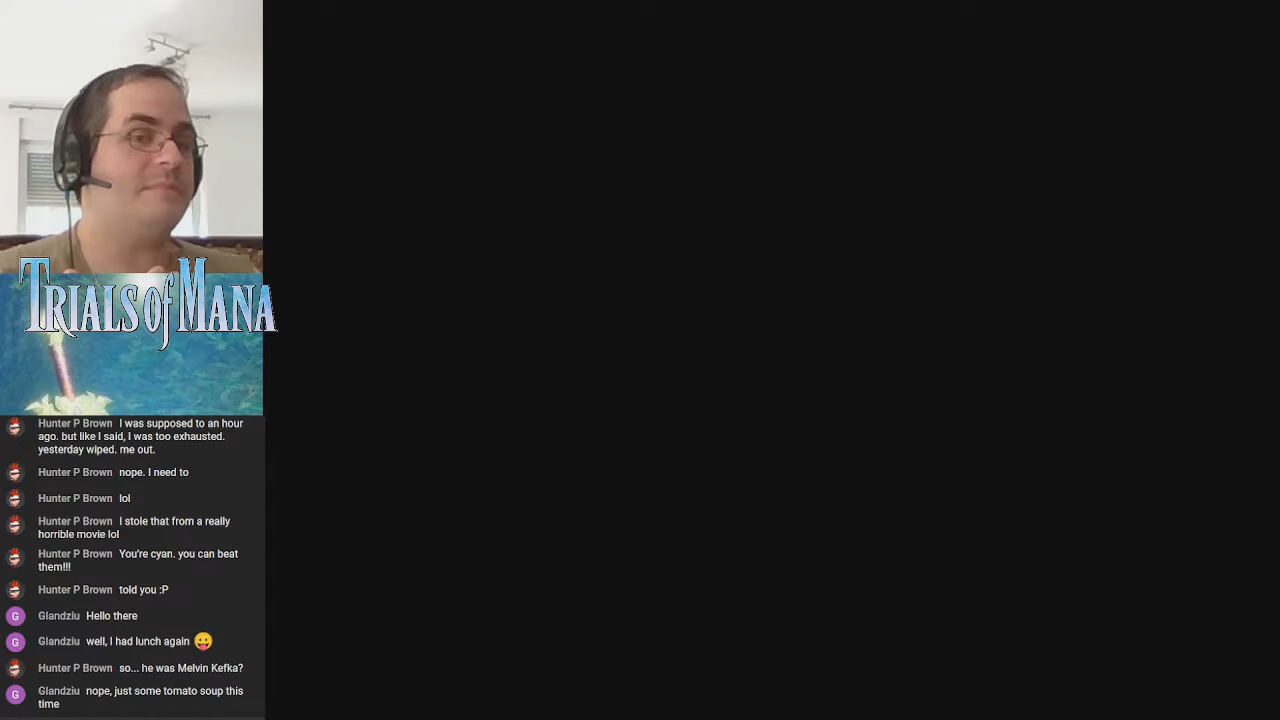 TRIALS of MANA
Hunter P Brown I was supposed to an hour
ago. but like I said, I was too exhausted.
yesterday wiped. me out.
Hunter P Brown nope. I need to
Hunter P Brown lol
Hunter P Brown I stole that from a really
horrible movie lol
Hunter P Brown You're cyan. you can beat
them!!!
Hunter P Brown told you :P
G Glandziu Hello there
G Glandziu well, I had lunch again 😛
Hunter P Brown so... he was Melvin Kefka?
G Glandziu nope, just some tomato soup this
time